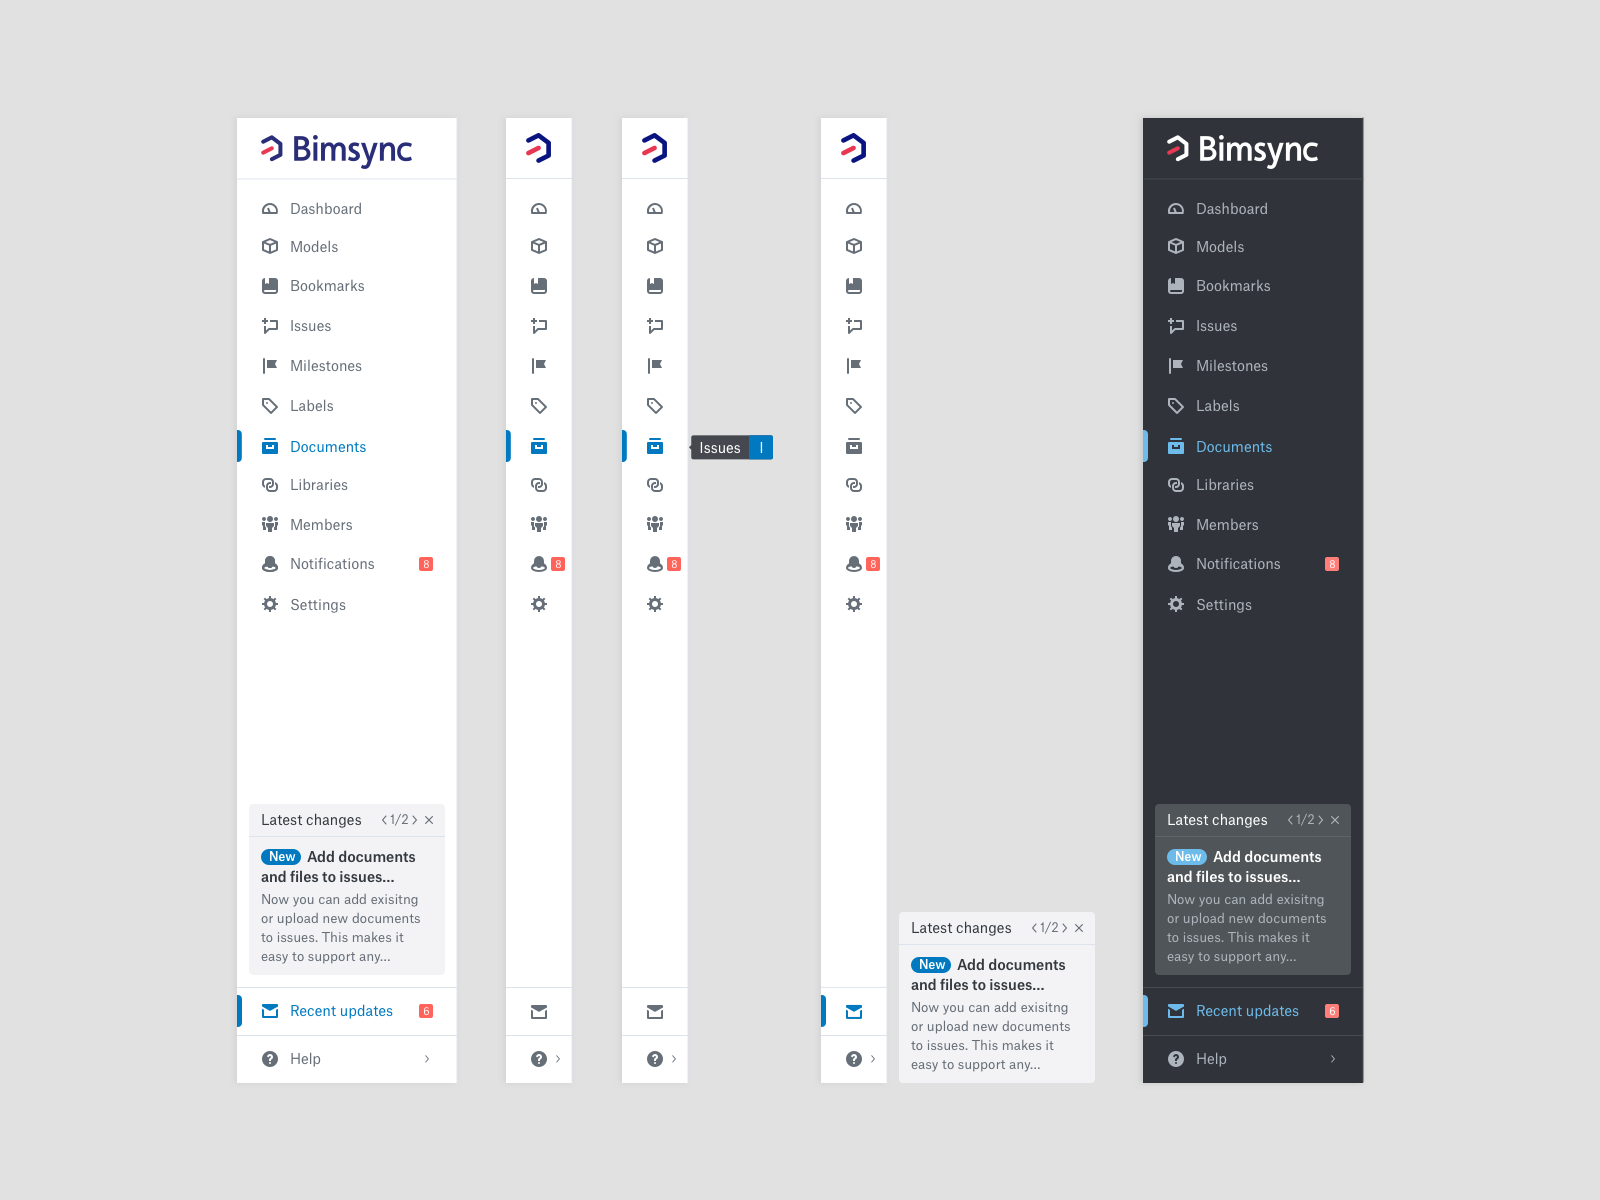 Bimsync
Dashboard
Models
Bookmarks
Issues
Milestones
Labels
Documents
Libraries
Members
Notifications 8
Settings
Latest changes 1/2
New Add documents
and files to issues...
Now you can add exisitng
or upload new documents
to issues. This makes it
easy to support any...
Recent updates 6
Help
8
Issues I
8
8
Latest changes 1/2
New Add documents
and files to issues...
Now you can add exisitng
or upload new documents
to issues. This makes it
easy to support any...
Bimsync
Dashboard
Models
Bookmarks
Issues
Milestones
Labels
Documents
Libraries
Members
Notifications 8
Settings
Latest changes 1/2
New Add documents
and files to issues...
Now you can add exisitng
or upload new documents
to issues. This makes it
easy to support any...
Recent updates 6
Help